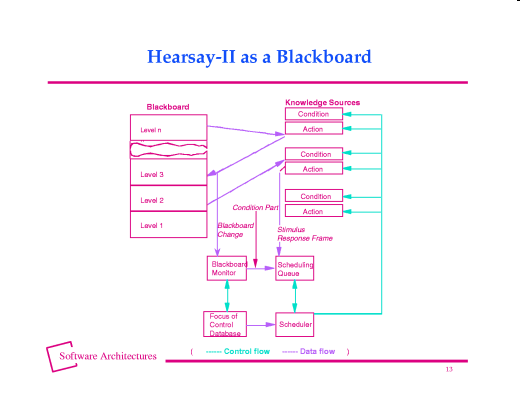 Hearsay-II as a Blackboard
Blackboard
Knowledge Sources
Level n
Level 3
Level 2
Level 1
Condition
Action
Condition
Action
Condition
Action
Condition Part
Blackboard
Change
Stimulus
Response Frame
Blackboard
Monitor
Scheduling
Queue
Focus of
Control
Database
Scheduler
( ----- Control flow ----- Data flow )
Software Architectures
13